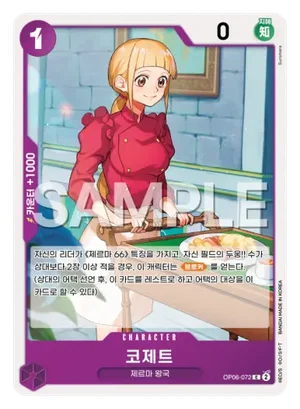 1
0
知
카운터 +1000
SAMPLE
자신의 리더가 《제르마 66》 특징을 가지고, 자신 필드의 두웅!! 수가
상대보다 2장 이상 적을 경우, 이 캐릭터는 블로커 를 얻는다.
(상대의 어택 선언 후, 이 카드를 레스트로 하고 어택의 대상을 이
카드로 할 수 있다)
CHARACTER
코제트
제르마 왕국
OP06-072 C 2